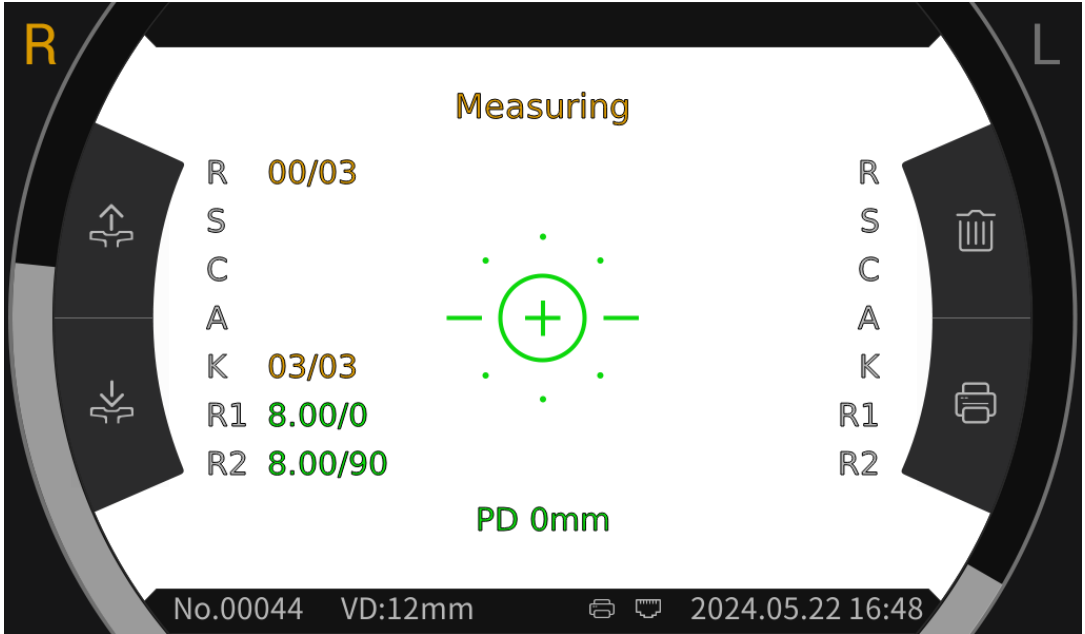 R L
Measuring
R 00/03 R
S S
C C
A A
K 03/03 K
R1 8.00/0 R1
R2 8.00/90 R2
PD 0mm
No.00044 VD:12mm 2024.05.22 16:48